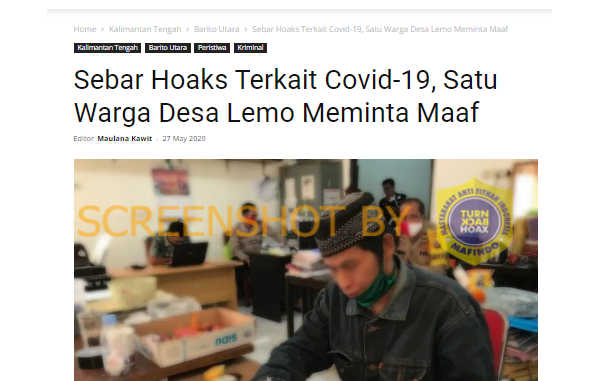 Home › Kalimantan Tengah › Barito Utara › Sebar Hoaks Terkait Covid-19, Satu Warga Desa Lemo Meminta Maaf
Kalimantan Tengah Barito Utara Peristiwa Kriminal
Sebar Hoaks Terkait Covid-19, Satu
Warga Desa Lemo Meminta Maaf
Editor Maulana Kawit - 27 May 2020
SCREENSHOT BY
MASYARAKAT ANTI FITNAH INDONESIA
TURN
BACK
HOAX
MAFINDO